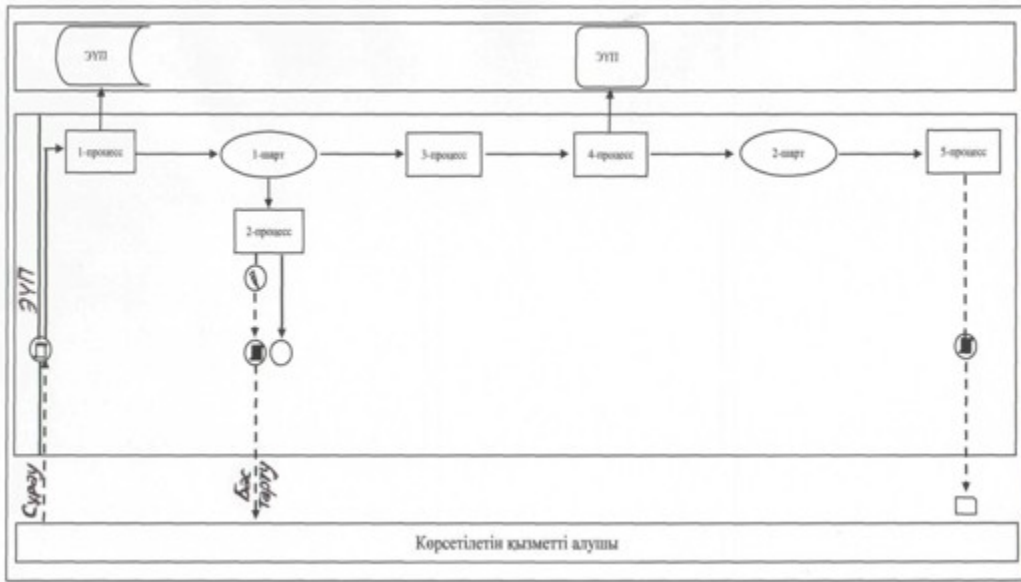 ЭҮП
ЭҮП
1-процесс
1-шарт
3-процесс
4-процесс
2-шарт
5-процесс
2-процесс
ЭҮП
Сұрау
Бас
тарту
Көрсетілетін қызметті алушы